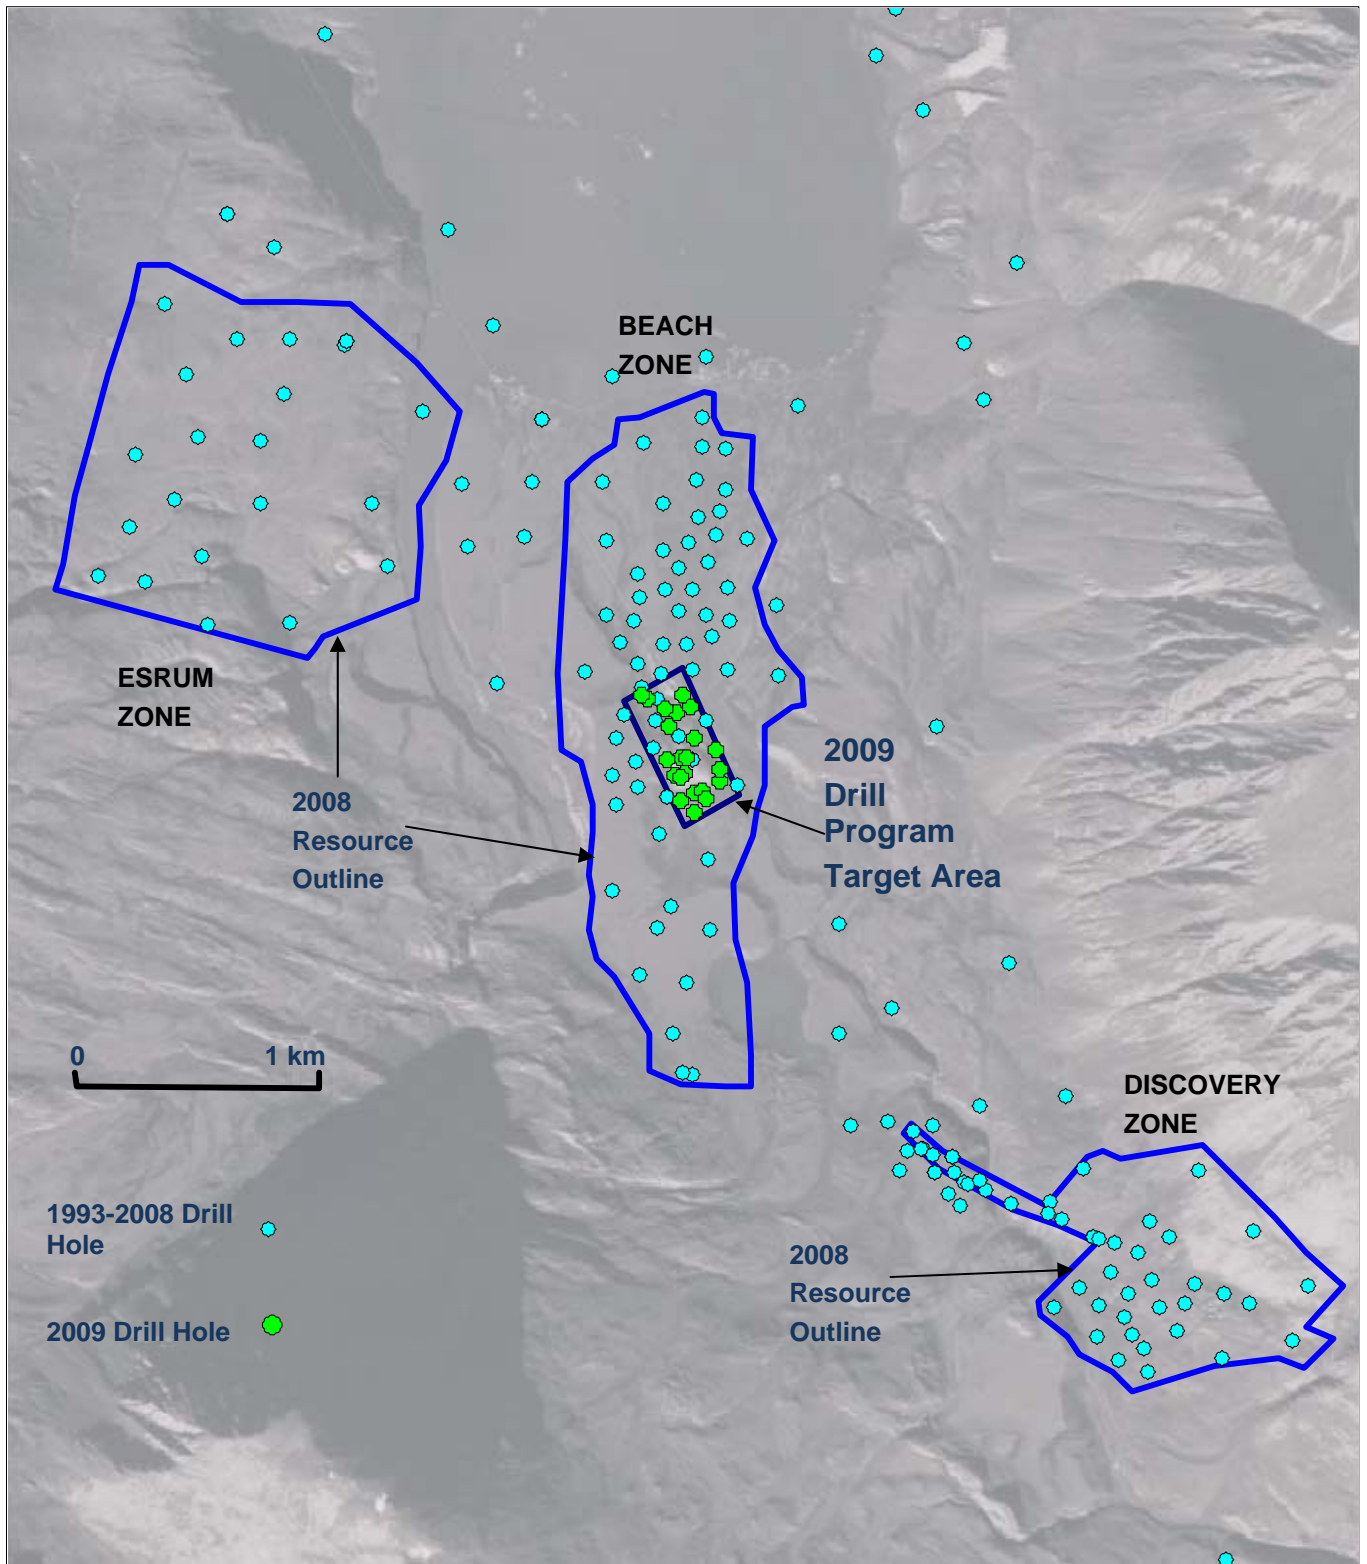 BEACH
ZONE
ESRUM
ZONE
2008
Resource
Outline
2009
Drill
Program
Target Area
0 1 km
DISCOVERY
ZONE
1993-2008 Drill
Hole
2009 Drill Hole
2008
Resource
Outline